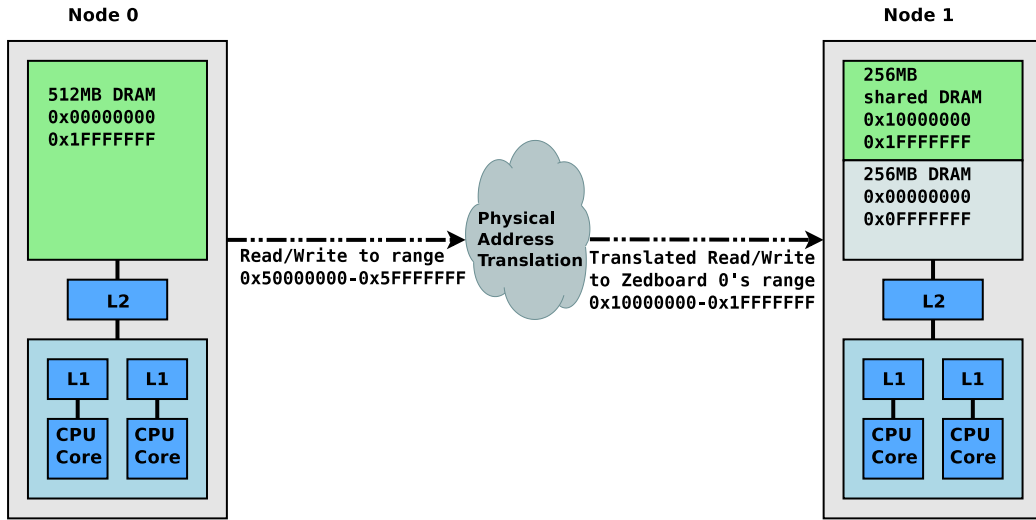 Node 0
Node 1
512MB DRAM
0x00000000
0x1FFFFFFF
L2
L1
L1
CPU
Core
CPU
Core
Read/Write to range
0x50000000-0x5FFFFFFF
Physical
Address
Translation
Translated Read/Write
to Zedboard 0's range
0x10000000-0x1FFFFFFF
256MB
shared DRAM
0x10000000
0x1FFFFFFF
256MB DRAM
0x00000000
0x0FFFFFFF
L2
L1
L1
CPU
Core
CPU
Core